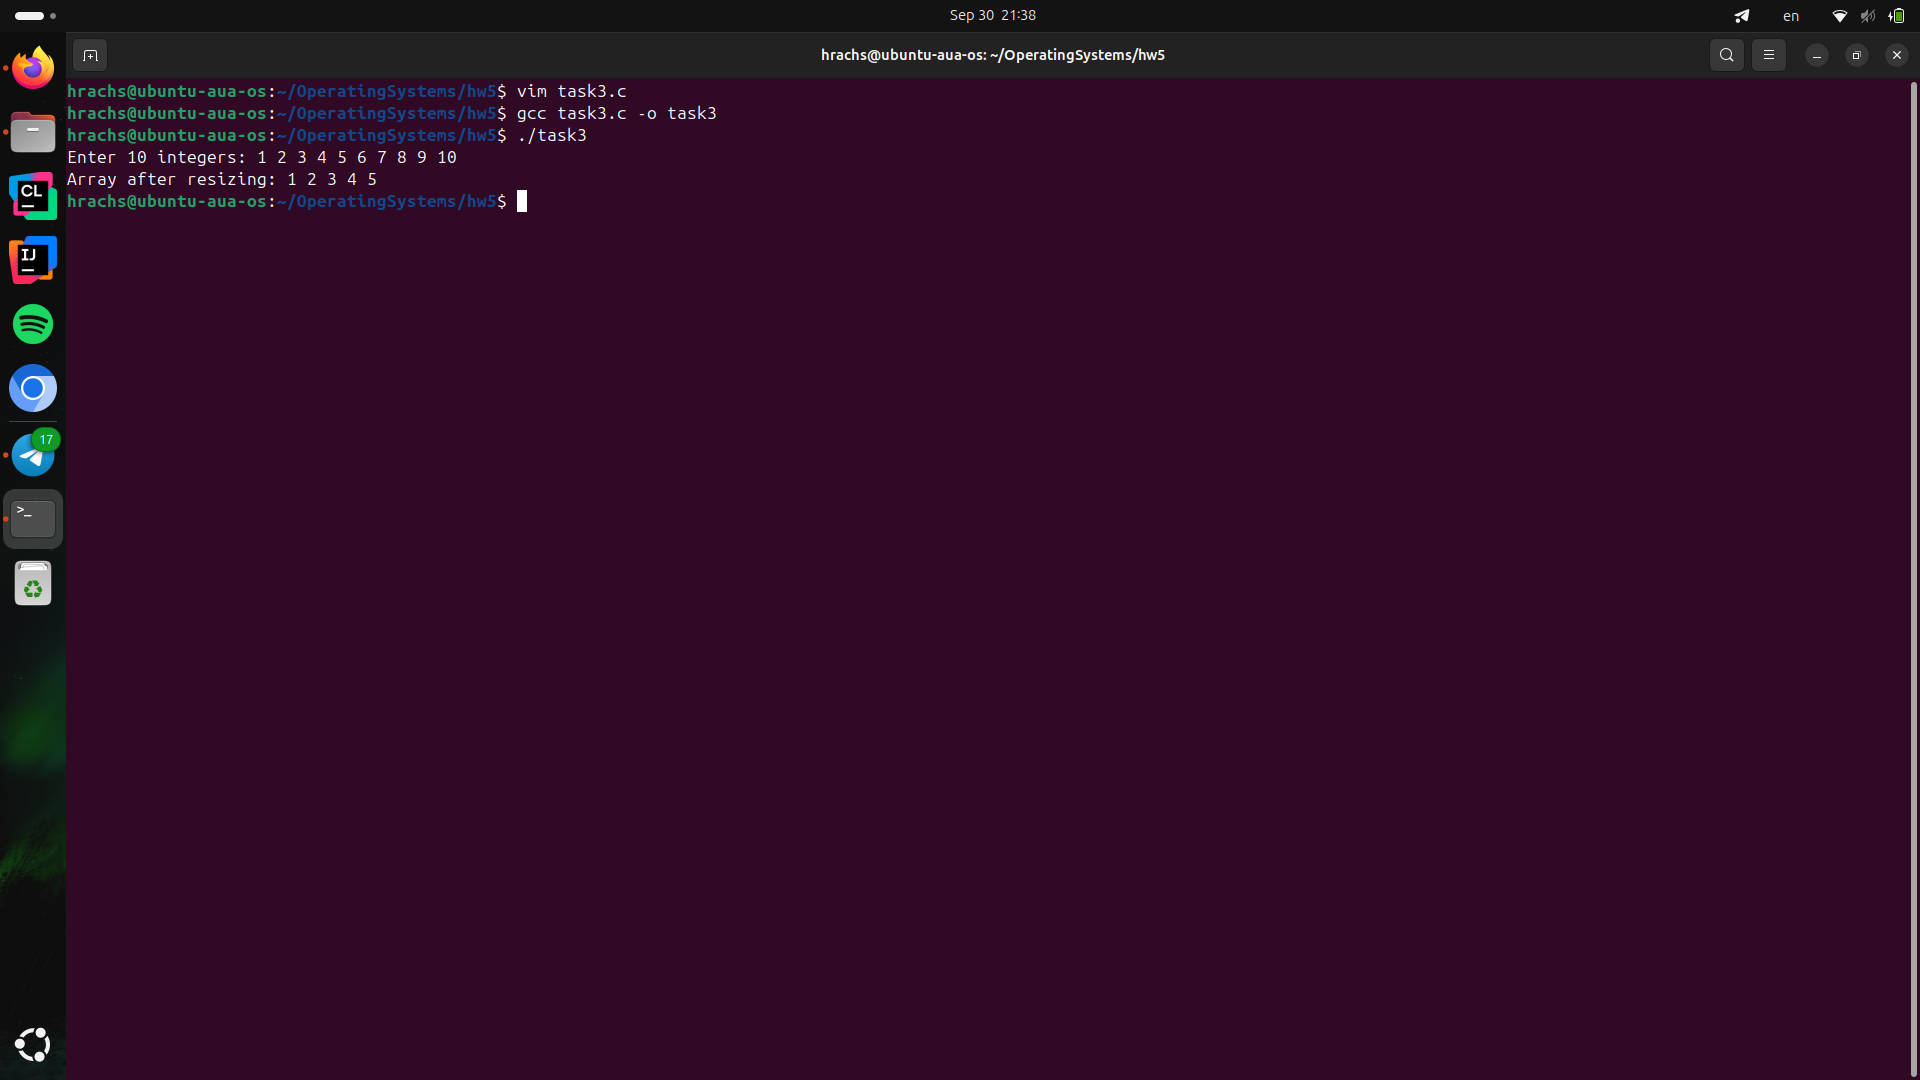 Sep 30 21:38
en
hrachs@ubuntu-aua-os: ~/OperatingSystems/hw5
hrachs@ubuntu-aua-os:~/OperatingSystems/hw5$ vim task3.c
hrachs@ubuntu-aua-os:~/OperatingSystems/hw5$ gcc task3.c -o task3
hrachs@ubuntu-aua-os:~/OperatingSystems/hw5$ ./task3
Enter 10 integers: 1 2 3 4 5 6 7 8 9 10
Array after resizing: 1 2 3 4 5
hrachs@ubuntu-aua-os:~/OperatingSystems/hw5$
CL
IJ
17
>_